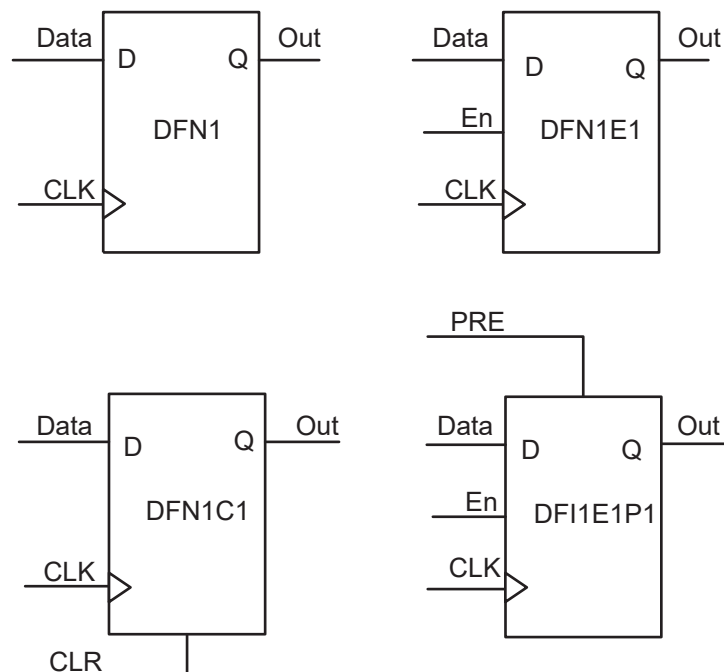 Data
Out
D
Q
DFN1
CLK
Data
Out
D
Q
En
DFN1E1
CLK
Data
Out
D
Q
DFN1C1
CLK
CLR
PRE
Data
Out
D
Q
En
DFI1E1P1
CLK